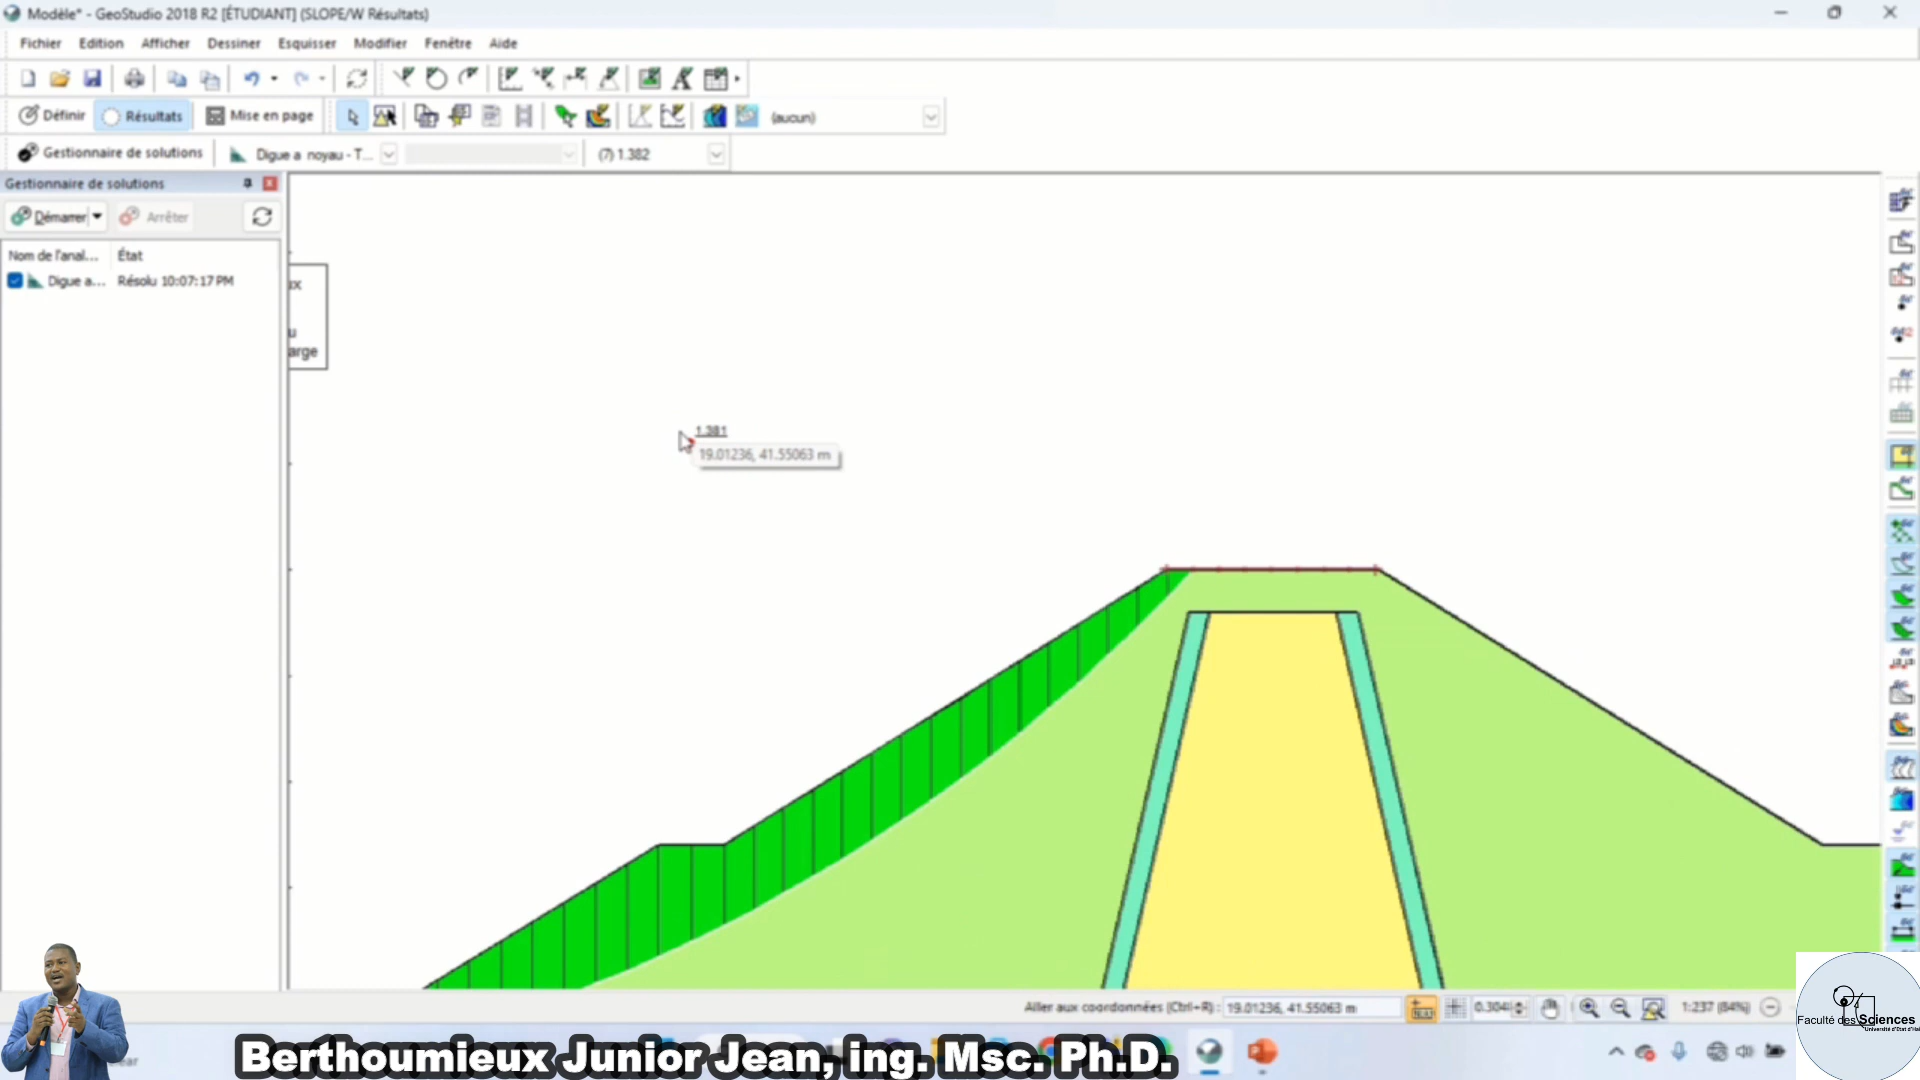 Modèle* - GeoStudio 2018 R2 [ÉTUDIANT] (SLOPE/W Résultats)
Fichier Edition Afficher Dessiner Esquisser Modifier Fenêtre Aide
Définir Résultats Mise en page (aucun)
Gestionnaire de solutions Digue a noyau - T... (7) 1.382
Gestionnaire de solutions
Démarrer Arrêter
Nom de l'anal... État
Digue a... Résolu 10:07:17 PM
ux
u
arge
1.381
19.01236, 41.55063 m
Aller aux coordonnées (Ctrl+R) : 19.01236, 41.55063 m 1:237 (84%)
Berthoumieux Junior Jean, ing. Msc. Ph.D.
Faculté des Sciences